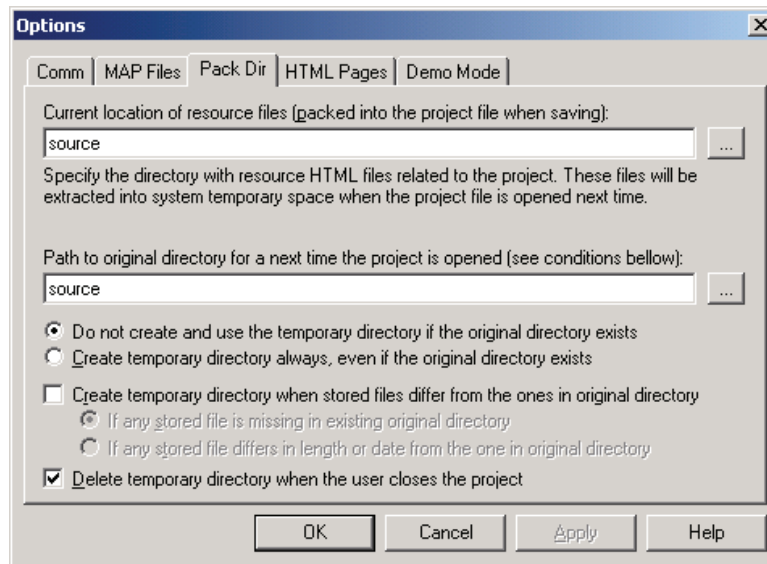 Options
Comm
MAP Files
Pack Dir
HTML Pages
Demo Mode
Current location of resource files (packed into the project file when saving):
source
...
Specify the directory with resource HTML files related to the project. These files will be
extracted into system temporary space when the project file is opened next time.
Path to original directory for a next time the project is opened (see conditions bellow):
source
...
Do not create and use the temporary directory if the original directory exists
Create temporary directory always, even if the original directory exists
Create temporary directory when stored files differ from the ones in original directory
If any stored file is missing in existing original directory
If any stored file differs in length or date from the one in original directory
Delete temporary directory when the user closes the project
OK
Cancel
Apply
Help